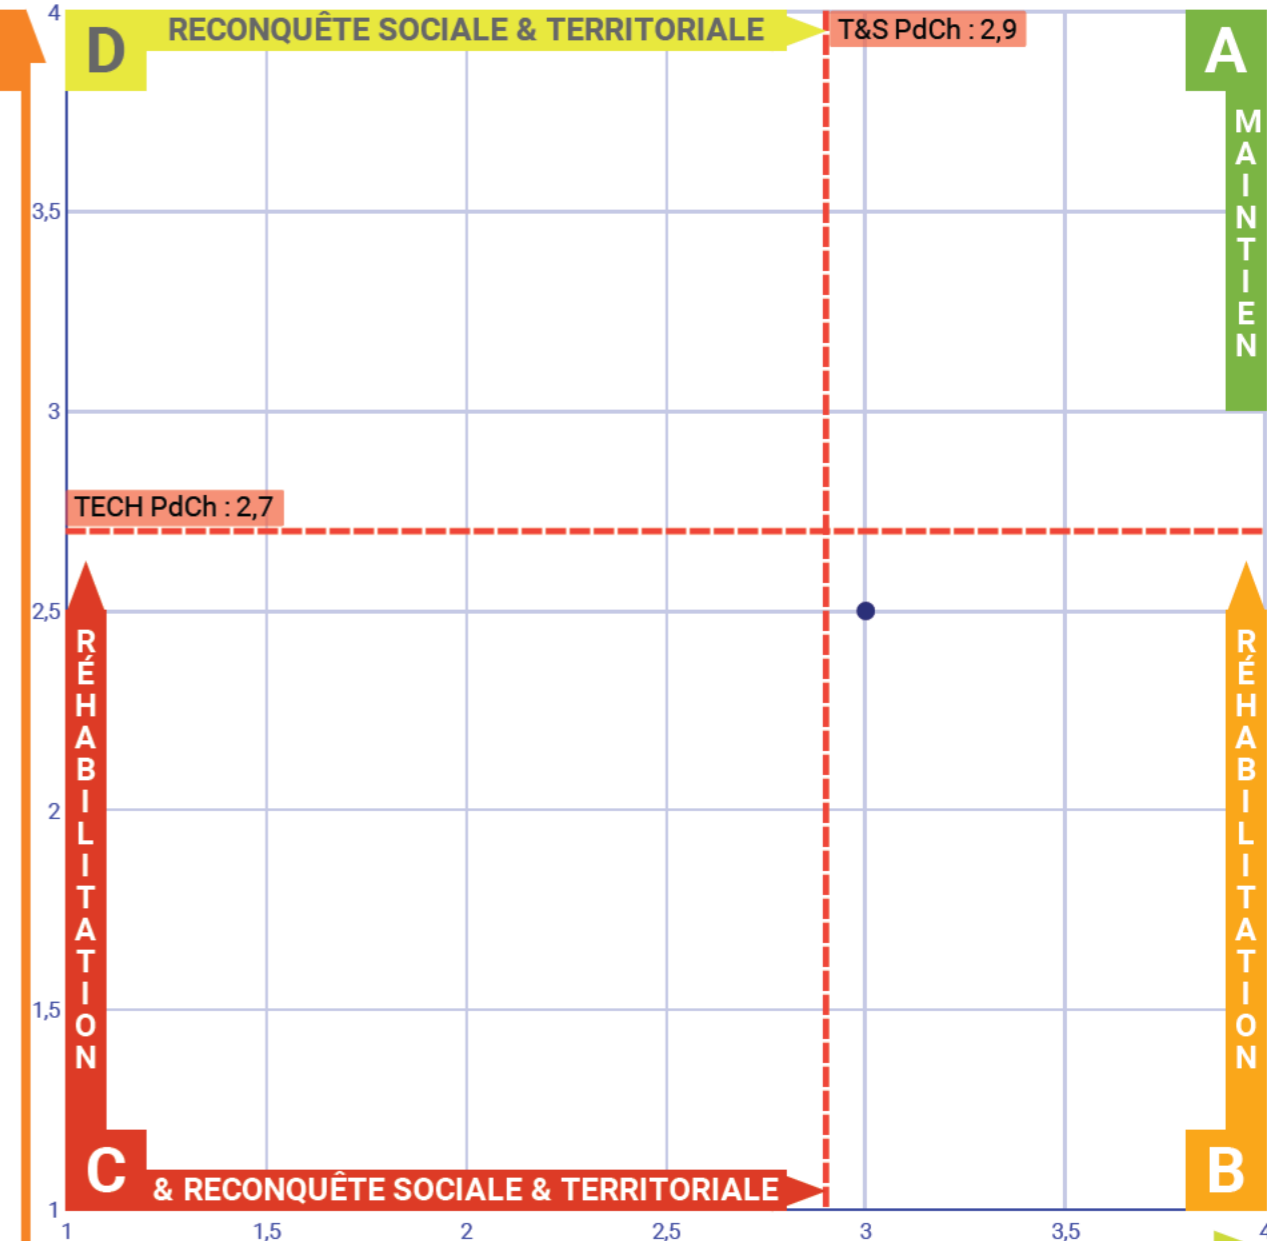 4
D
RECONQUÊTE SOCIALE & TERRITORIALE
T&S PdCh : 2,9
A
MAINTIEN
3,5
3
TECH PdCh : 2,7
2,5
RÉHABILITATION
RÉHABILITATION
2
1,5
C
& RECONQUÊTE SOCIALE & TERRITORIALE
B
1
1 1,5 2 2,5 3 3,5 4